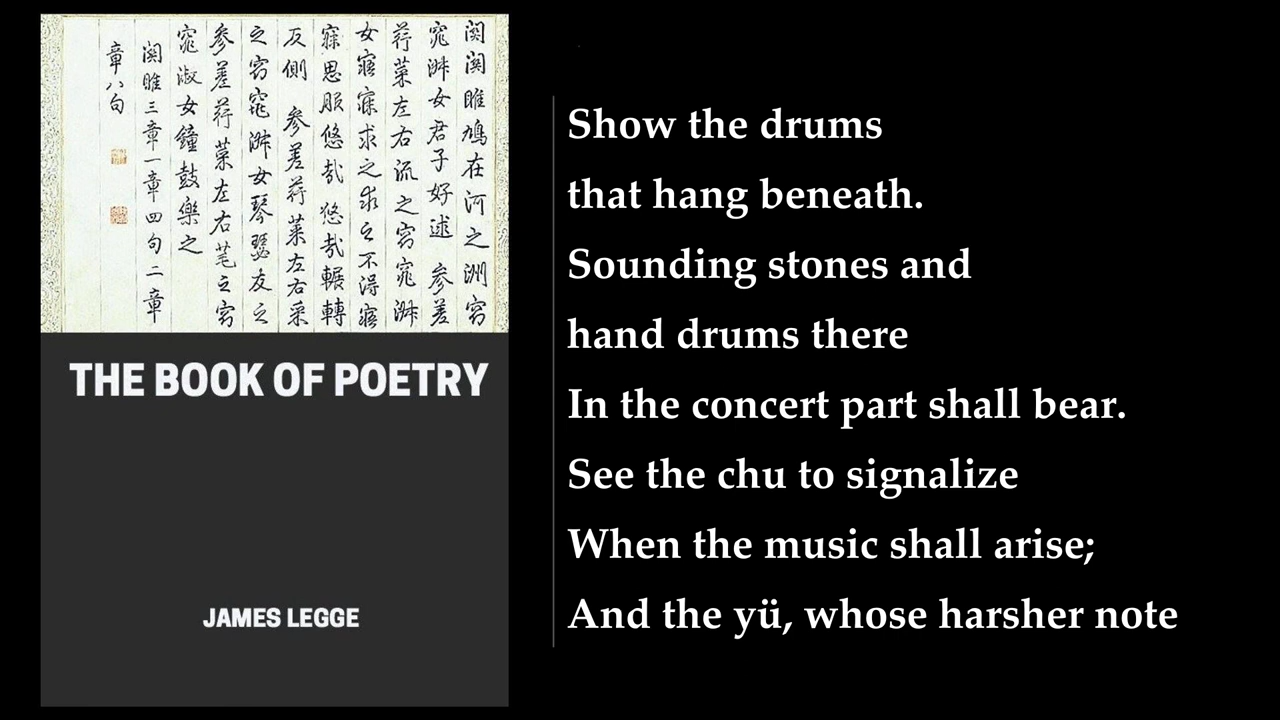 関関雎鳩在河之洲窈
窕淑女君子好逑 參差
荇菜左右流之窈窕淑
女寤寐求之求之不得寤
寐思服悠哉悠哉輾轉
反側 參差荇菜左右采
之窈窕淑女琴瑟友之
參差荇菜左右芼之窈
窕淑女鐘鼓樂之
関雎三章一章四句二章
章八句
THE BOOK OF POETRY
JAMES LEGGE
Show the drums
that hang beneath.
Sounding stones and
hand drums there
In the concert part shall bear.
See the chu to signalize
When the music shall arise;
And the yü, whose harsher note